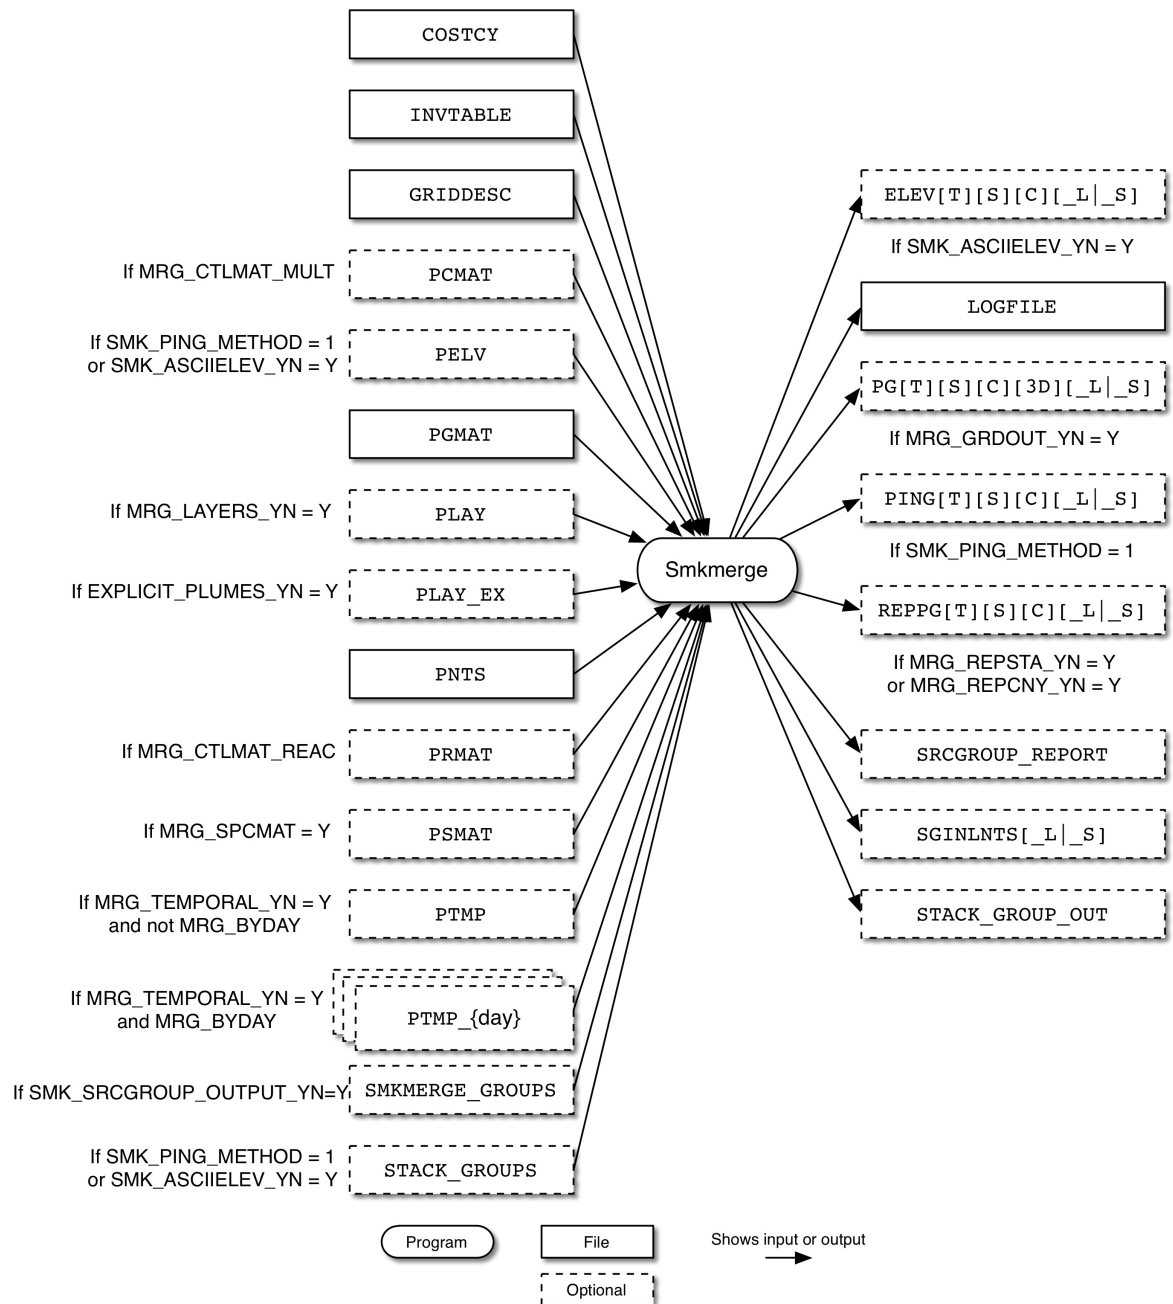 COSTCY
INVTABLE
GRIDDESC
If MRG_CTLMAT_MULT
PCMAT
If SMK_PING_METHOD = 1
or SMK_ASCIIELEV_YN = Y
PELV
PGMAT
If MRG_LAYERS_YN = Y
PLAY
If EXPLICIT_PLUMES_YN = Y
PLAY_EX
PNTS
If MRG_CTLMAT_REAC
PRMAT
If MRG_SPCMAT = Y
PSMAT
If MRG_TEMPORAL_YN = Y
and not MRG_BYDAY
PTMP
If MRG_TEMPORAL_YN = Y
and MRG_BYDAY
PTMP_{day}
If SMK_SRCGROUP_OUTPUT_YN=Y
SMKMERGE_GROUPS
If SMK_PING_METHOD = 1
or SMK_ASCIIELEV_YN = Y
STACK_GROUPS
Smkmerge
ELEV[T][S][C][_L|_S]
If SMK_ASCIIELEV_YN = Y
LOGFILE
PG[T][S][C][3D][_L|_S]
If MRG_GRDOUT_YN = Y
PING[T][S][C][_L|_S]
If SMK_PING_METHOD = 1
REPPG[T][S][C][_L|_S]
If MRG_REPSTA_YN = Y
or MRG_REPCNY_YN = Y
SRCGROUP_REPORT
SGINLNTS[_L|_S]
STACK_GROUP_OUT
Program
File
Shows input or output
Optional